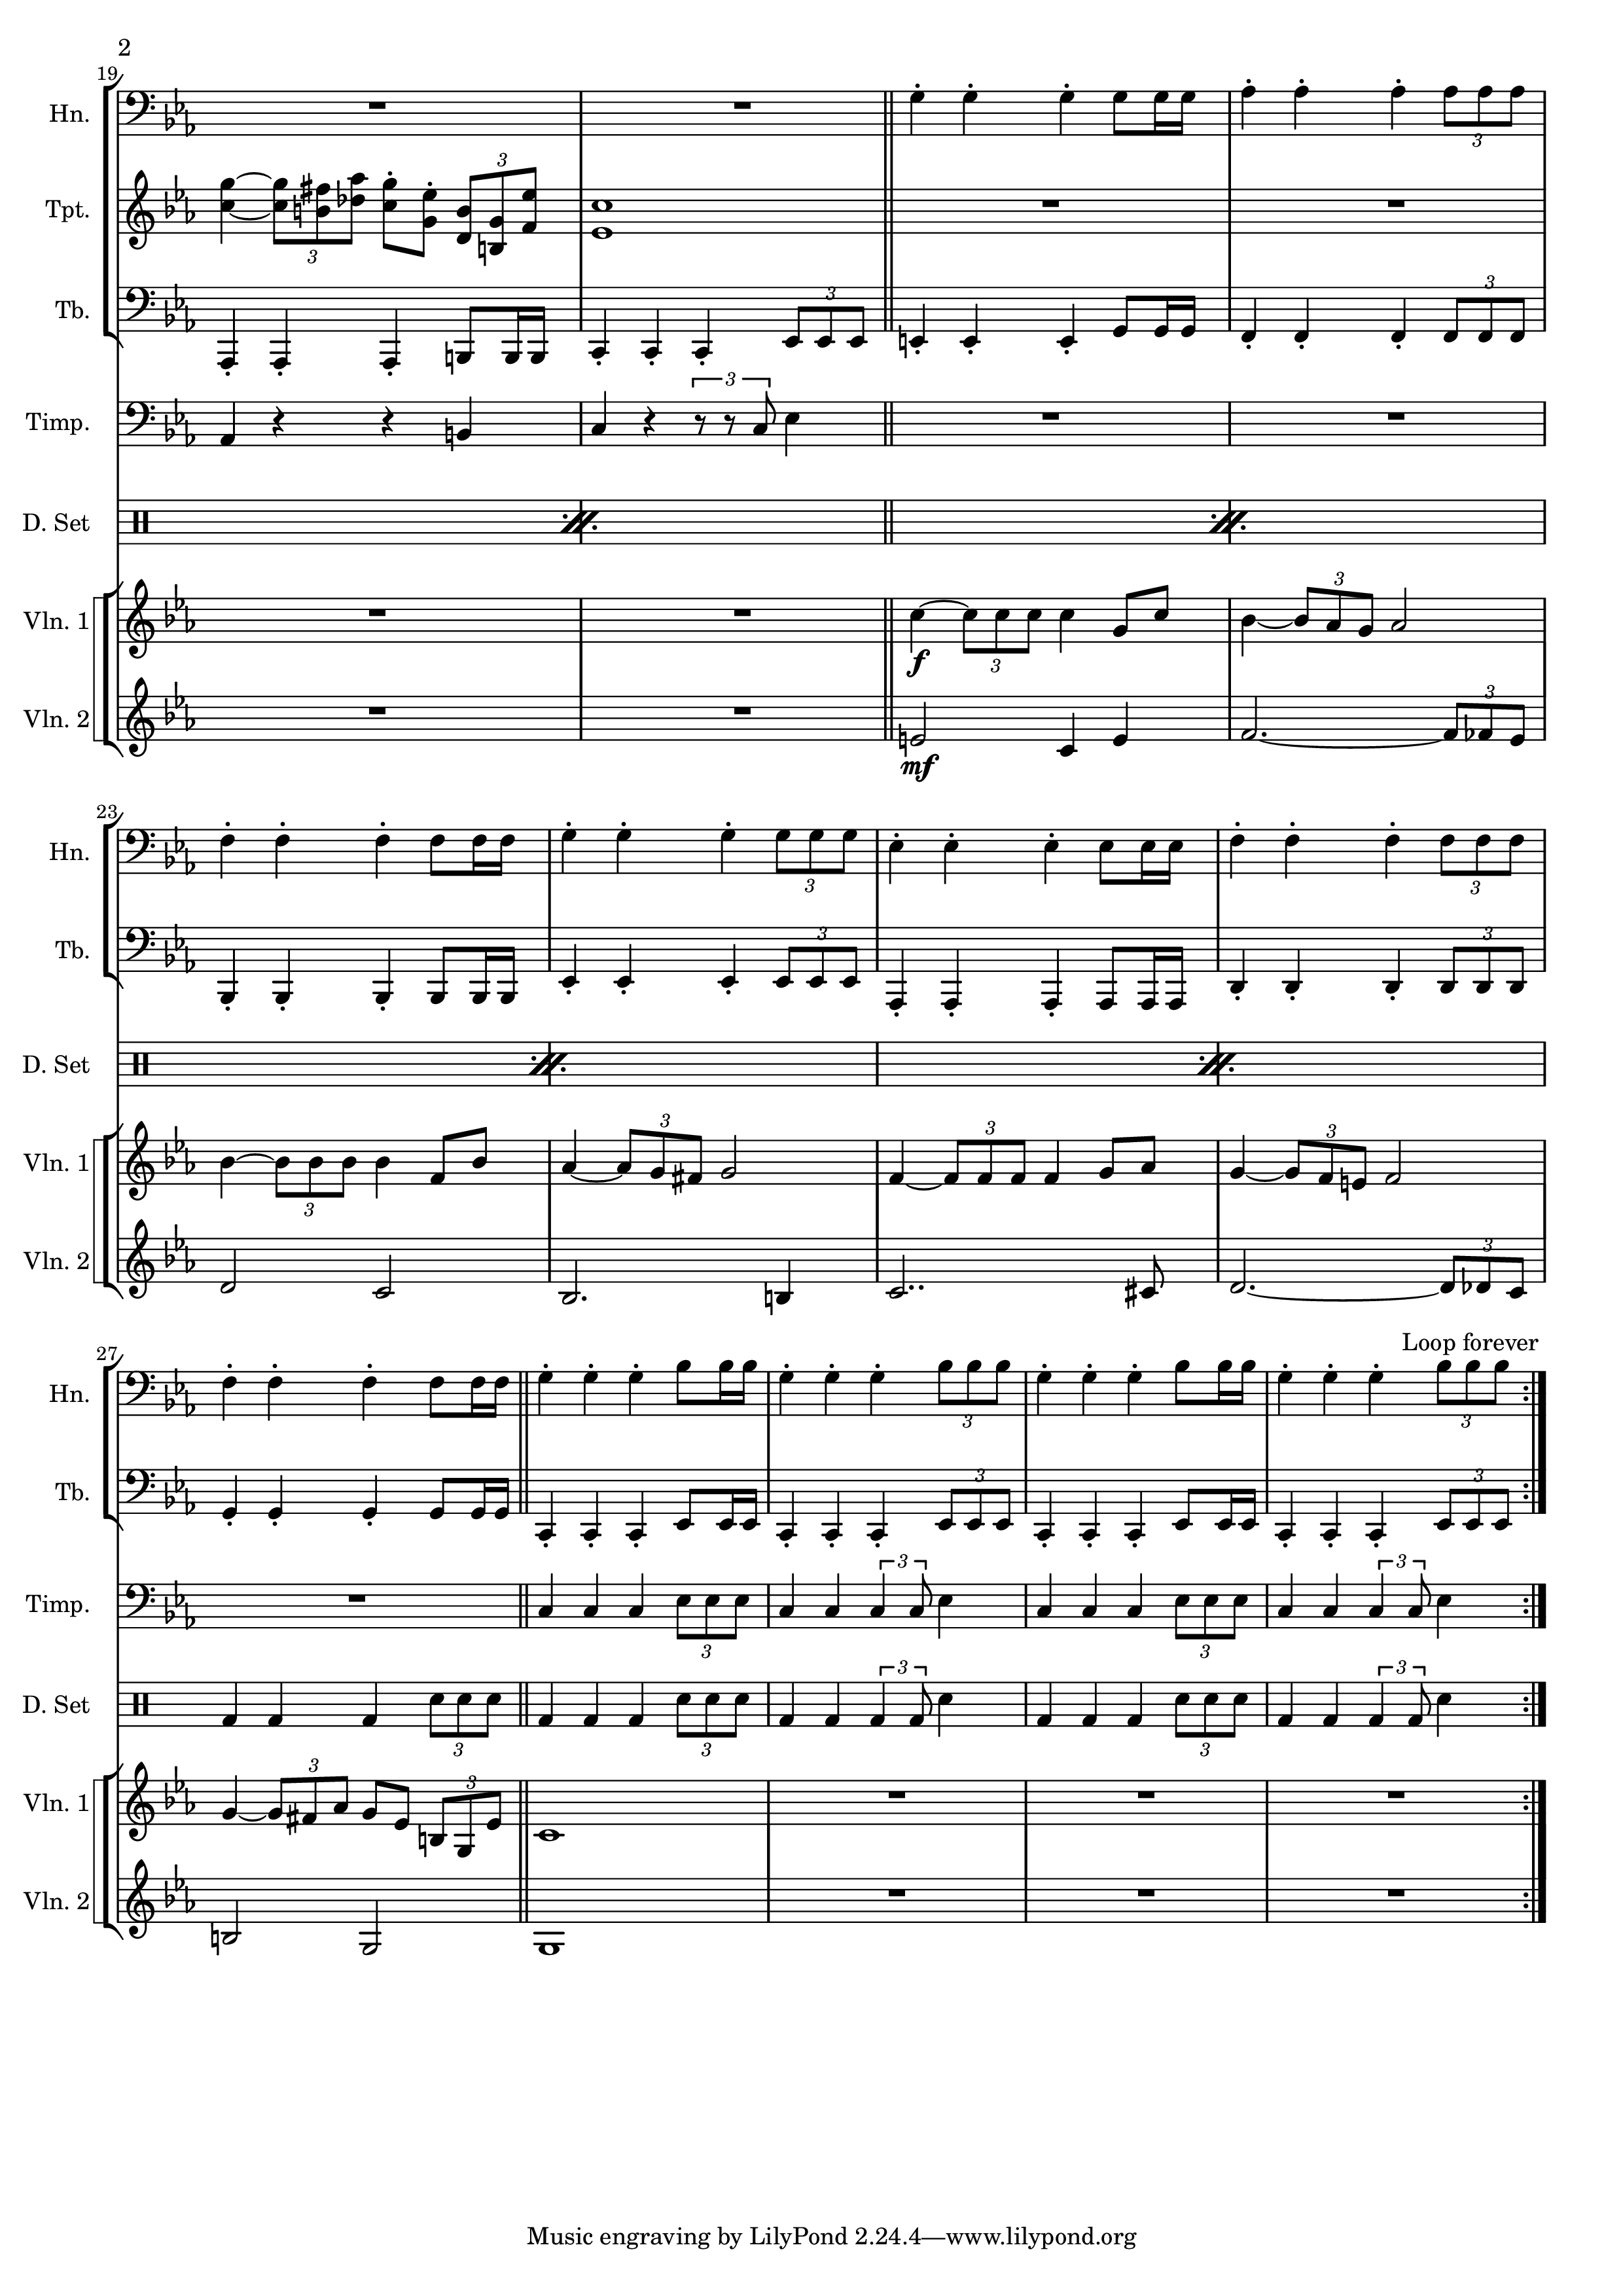 2
19
Hn.
Tpt.
3
3
Tb.
3
3
Timp.
3
D. Set
Vln. 1
f
3
3
Vln. 2
mf
3
23
Hn.
3
3
Tb.
3
3
D. Set
Vln. 1
3
3
3
3
Vln. 2
3
Loop forever
27
Hn.
3
3
Tb.
3
3
Timp.
3
3
3
3
D. Set
3
3
3
3
3
Vln. 1
3
3
Vln. 2
Music engraving by LilyPond 2.24.4—www.lilypond.org